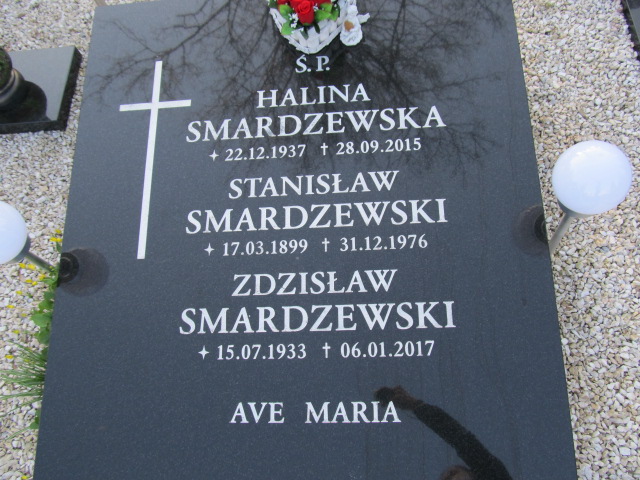 Ś.P.
HALINA
SMARDZEWSKA
✦ 22.12.1937 † 28.09.2015
STANISŁAW
SMARDZEWSKI
✦ 17.03.1899 † 31.12.1976
ZDZISŁAW
SMARDZEWSKI
✦ 15.07.1933 † 06.01.2017
AVE MARIA